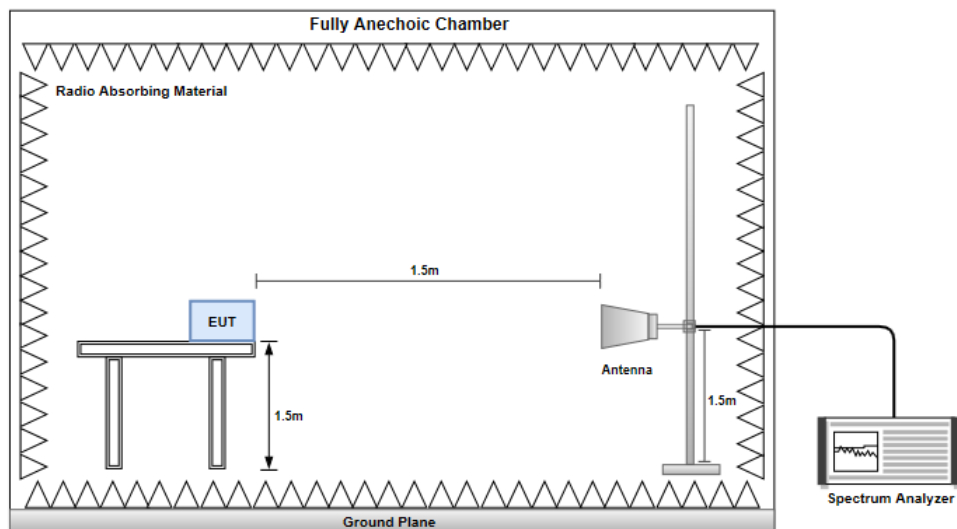 Fully Anechoic Chamber
Radio Absorbing Material
1.5m
EUT
Antenna
1.5m
1.5m
Spectrum Analyzer
Ground Plane